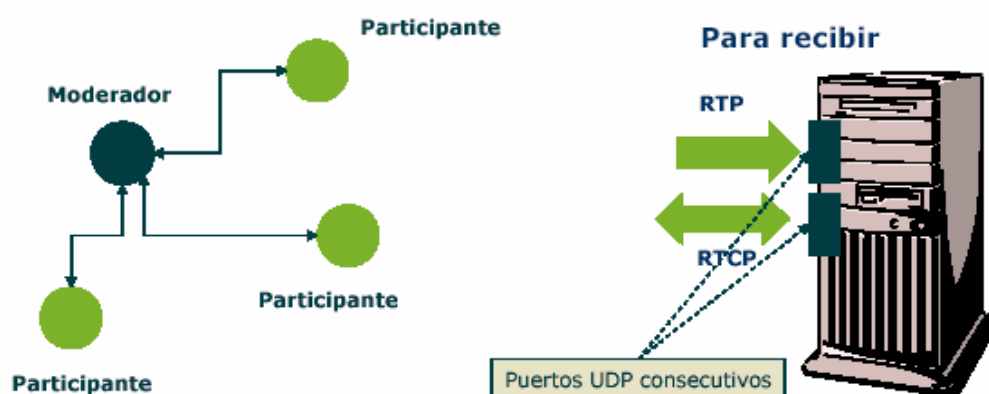 Participante
Moderador
Participante
Participante
Para recibir
RTP
RTCP
Puertos UDP consecutivos